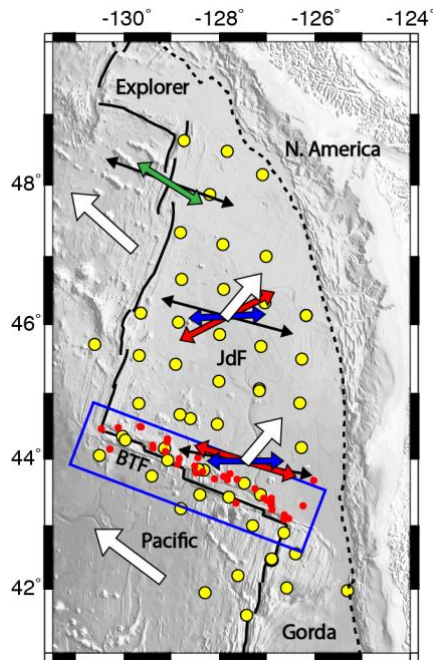 -130° -128° -126° -124°
Explorer
N. America
48°
46°
JdF
44°
BTF
Pacific
42°
Gorda